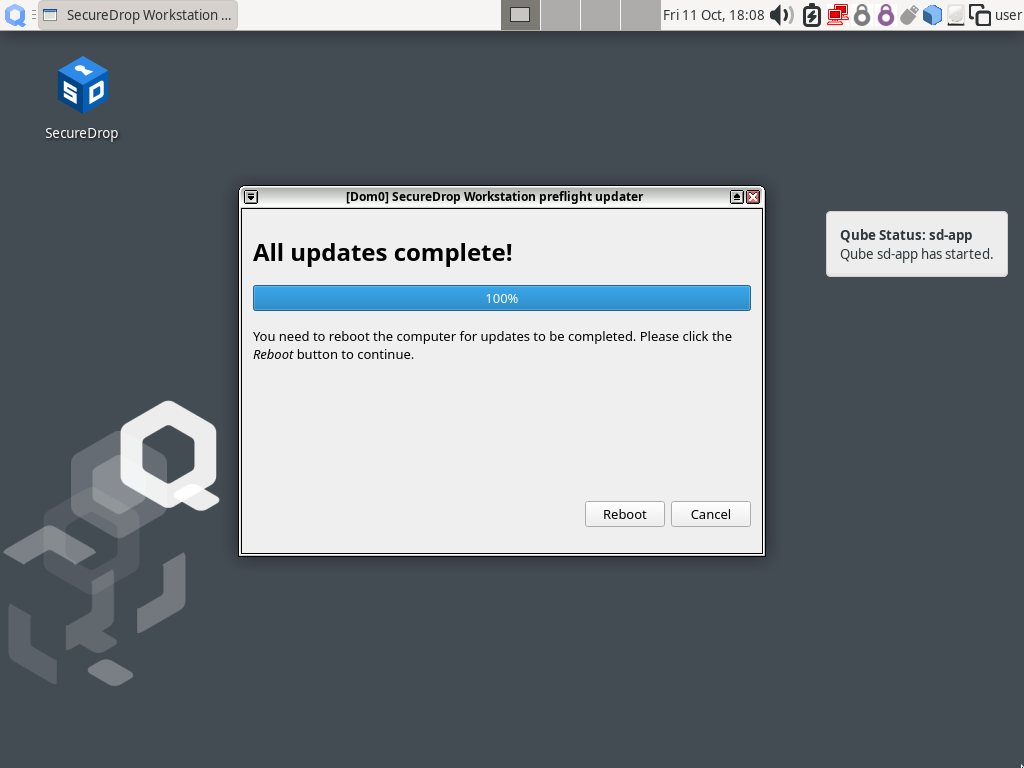 SecureDrop Workstation ...
Fri 11 Oct, 18:08
user
SD
SecureDrop
[Dom0] SecureDrop Workstation preflight updater
All updates complete!
100%
You need to reboot the computer for updates to be completed. Please click the
Reboot button to continue.
Reboot
Cancel
Qube Status: sd-app
Qube sd-app has started.